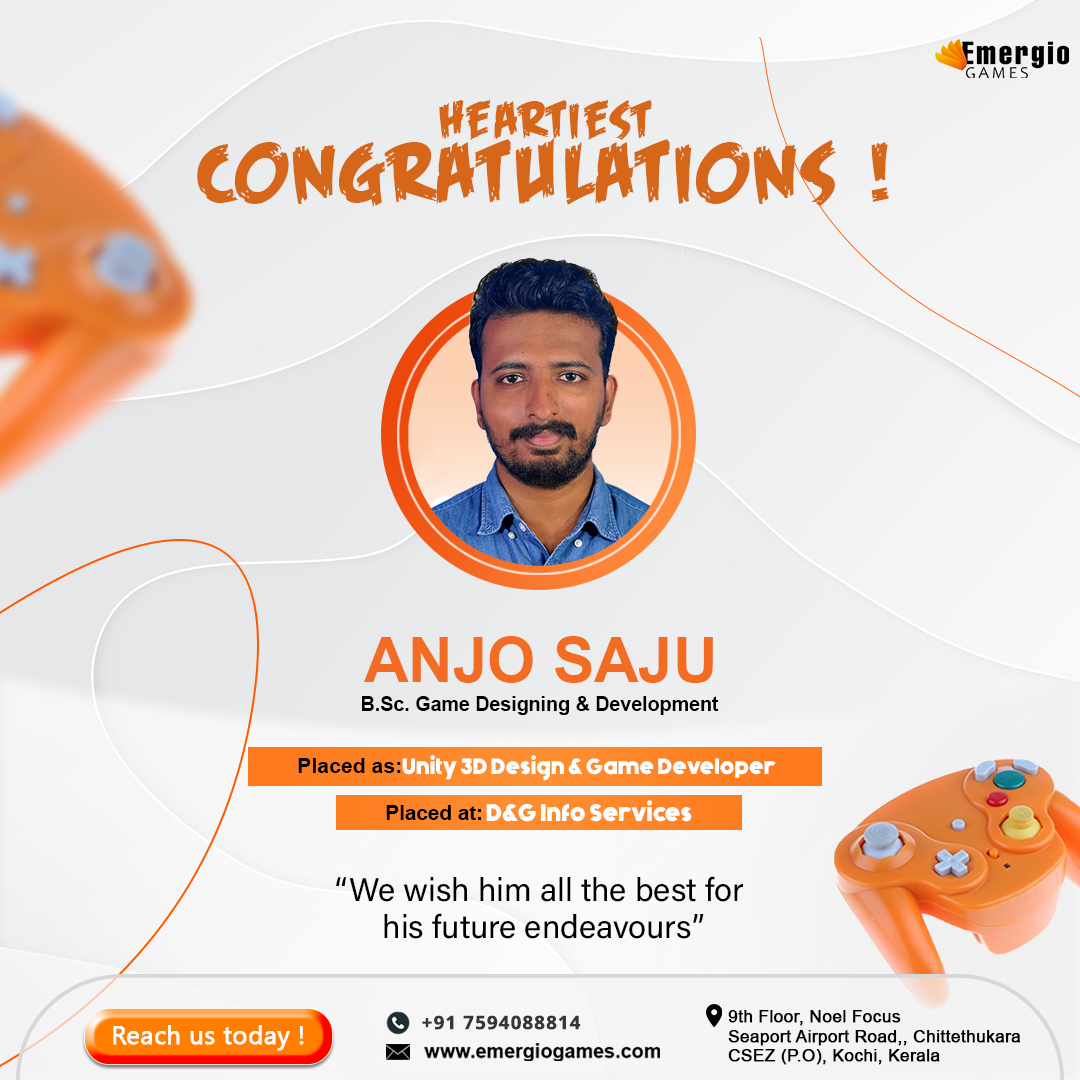 Emergio
GAMES
HEARTIEST
CONGRATULATIONS !
ANJO SAJU
B.Sc. Game Designing & Development
Placed as:Unity 3D Design & Game Developer
Placed at: D&G Info Services
“We wish him all the best for
his future endeavours”
Reach us today !
+91 7594088814
www.emergiogames.com
9th Floor, Noel Focus
Seaport Airport Road,, Chittethukara
CSEZ (P.O), Kochi, Kerala